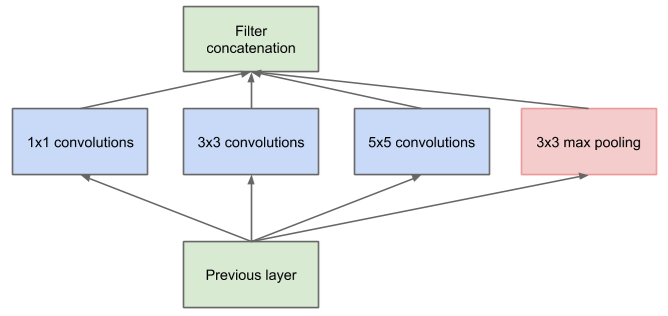 Filter
concatenation
1x1 convolutions
3x3 convolutions
5x5 convolutions
3x3 max pooling
Previous layer